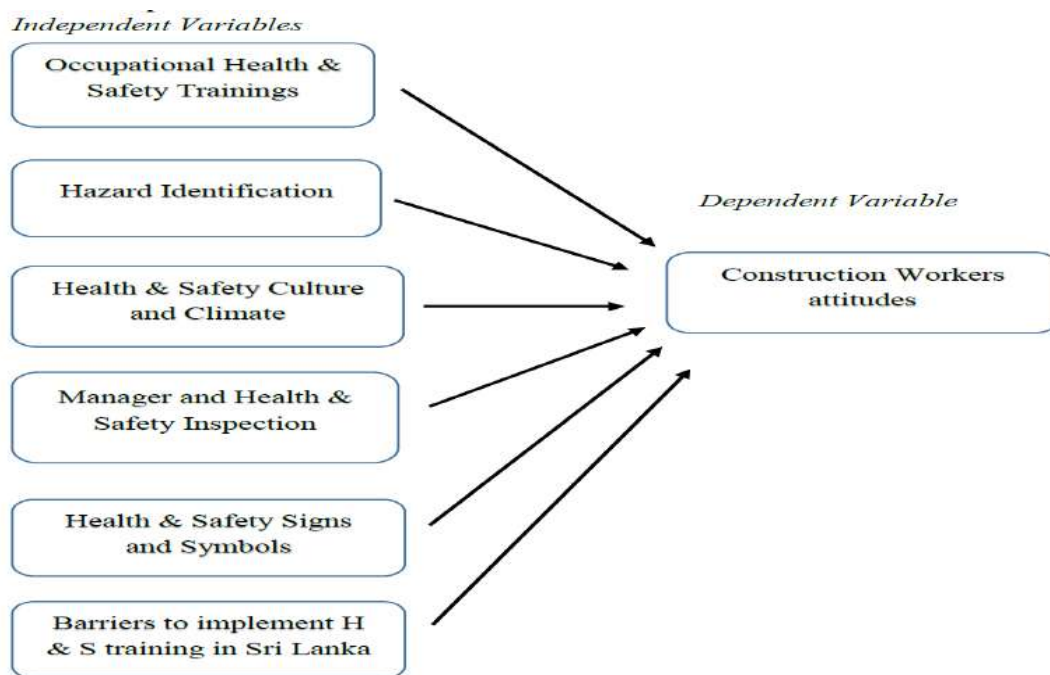 Independent Variables
Occupational Health &
Safety Trainings
Hazard Identification
Health & Safety Culture
and Climate
Manager and Health &
Safety Inspection
Health & Safety Signs
and Symbols
Barriers to implement H
& S training in Sri Lanka
Dependent Variable
Construction Workers
attitudes